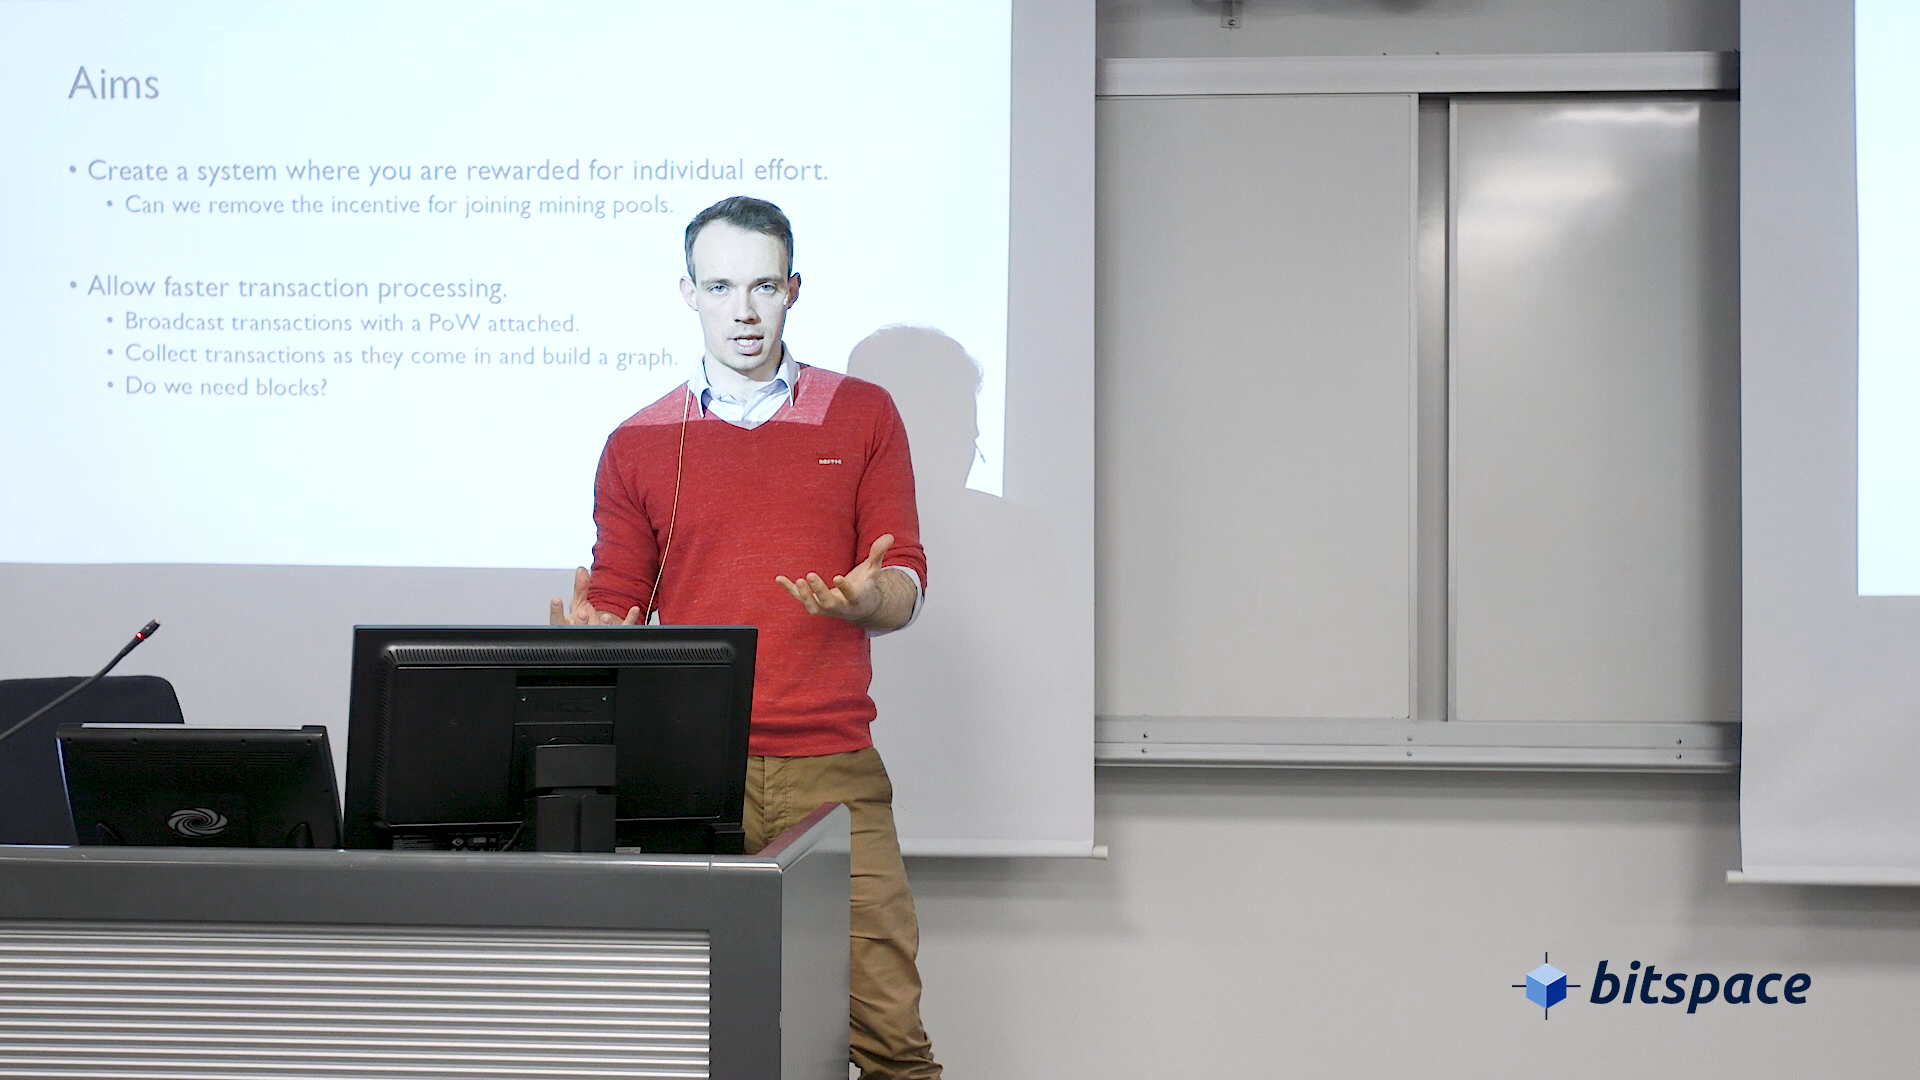 Aims
• Create a system where you are rewarded for individual effort.
• Can we remove the incentive for joining mining pools.
• Allow faster transaction processing.
• Broadcast transactions with a PoW attached.
• Collect transactions as they come in and build a graph.
• Do we need blocks?
bitspace